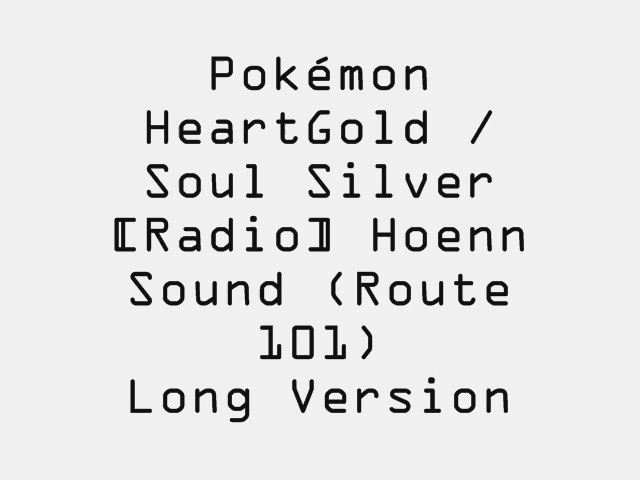 Pokémon
HeartGold /
Soul Silver
〖Radio〗 Hoenn
Sound (Route
101)
Long Version